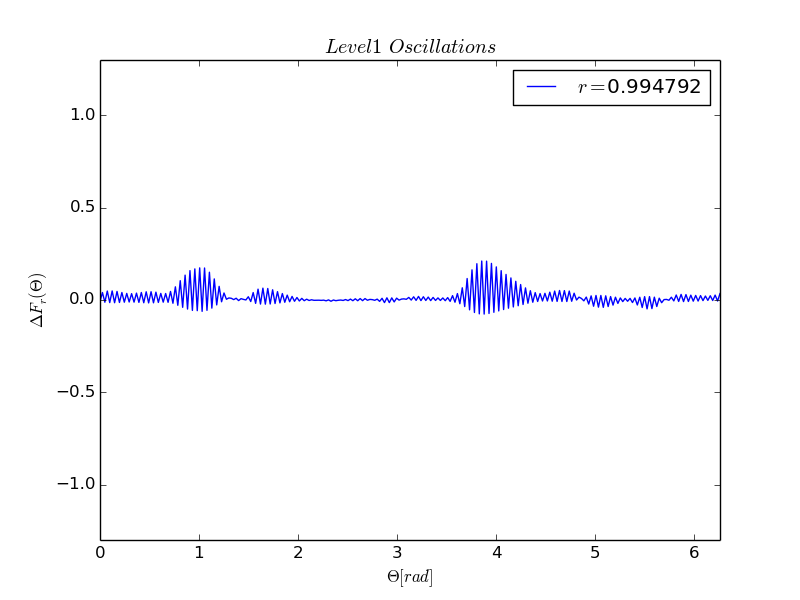 Level1 Oscillations
r=0.994792
1.0
0.5
0.0
−0.5
−1.0
ΔF_r(Θ)
0 1 2 3 4 5 6
Θ[rad]